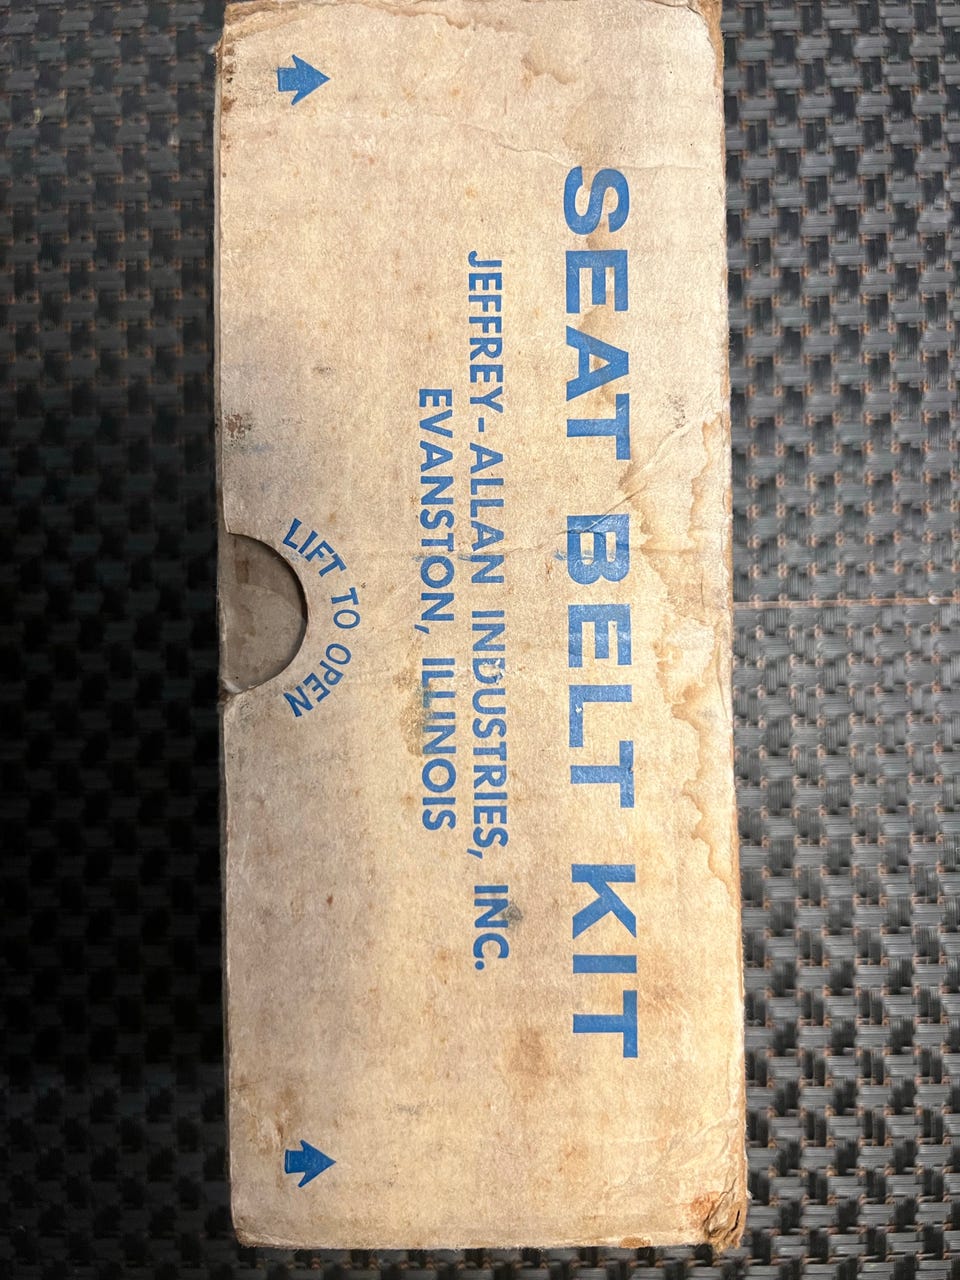 SEAT BELT KIT
JEFFREY-ALLAN INDUSTRIES, INC.
EVANSTON, ILLINOIS
LIFT TO OPEN